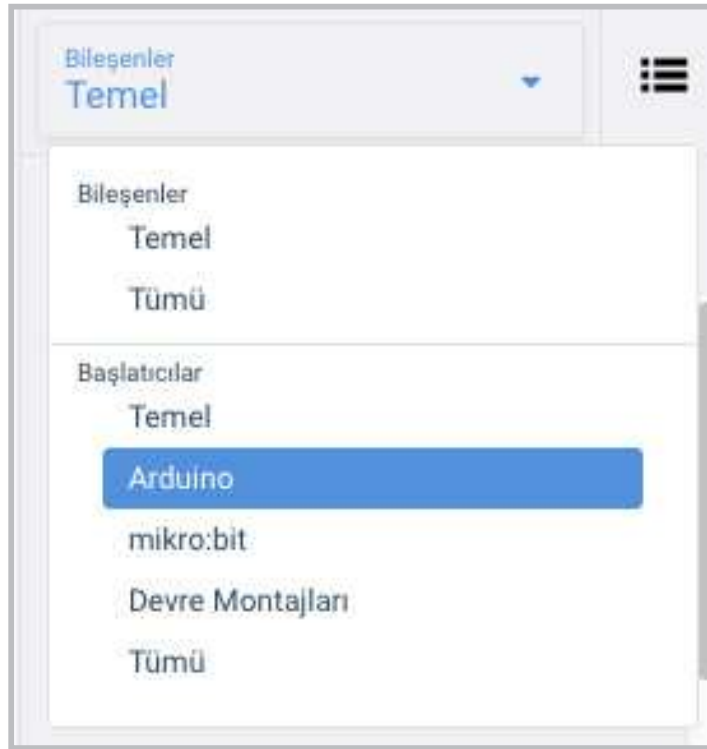 Bileşenler
Temel
Bileşenler
Temel
Tümü
Başlatıcılar
Temel
Arduino
mikro:bit
Devre Montajları
Tümü